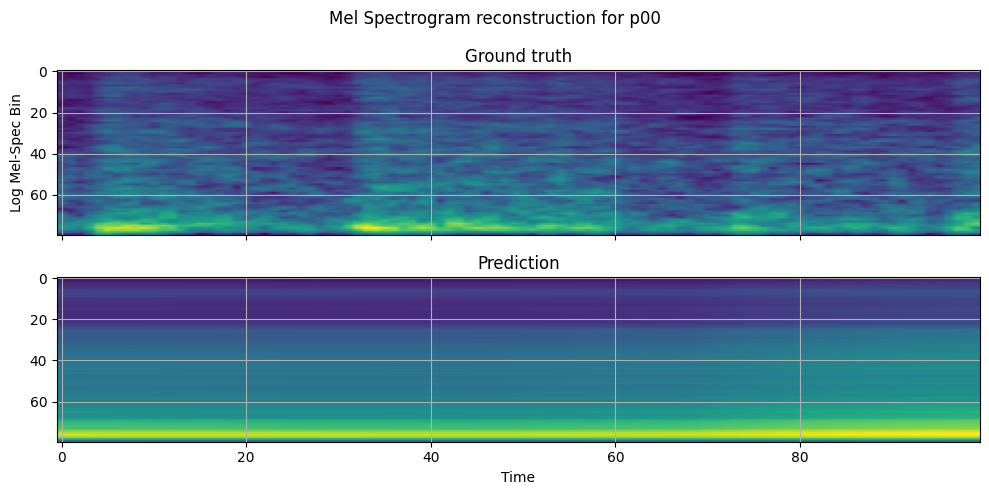 Mel Spectrogram reconstruction for p00
Ground truth
0
20
40
60
Log Mel-Spec Bin
Prediction
0
20
40
60
0 20 40 60 80
Time